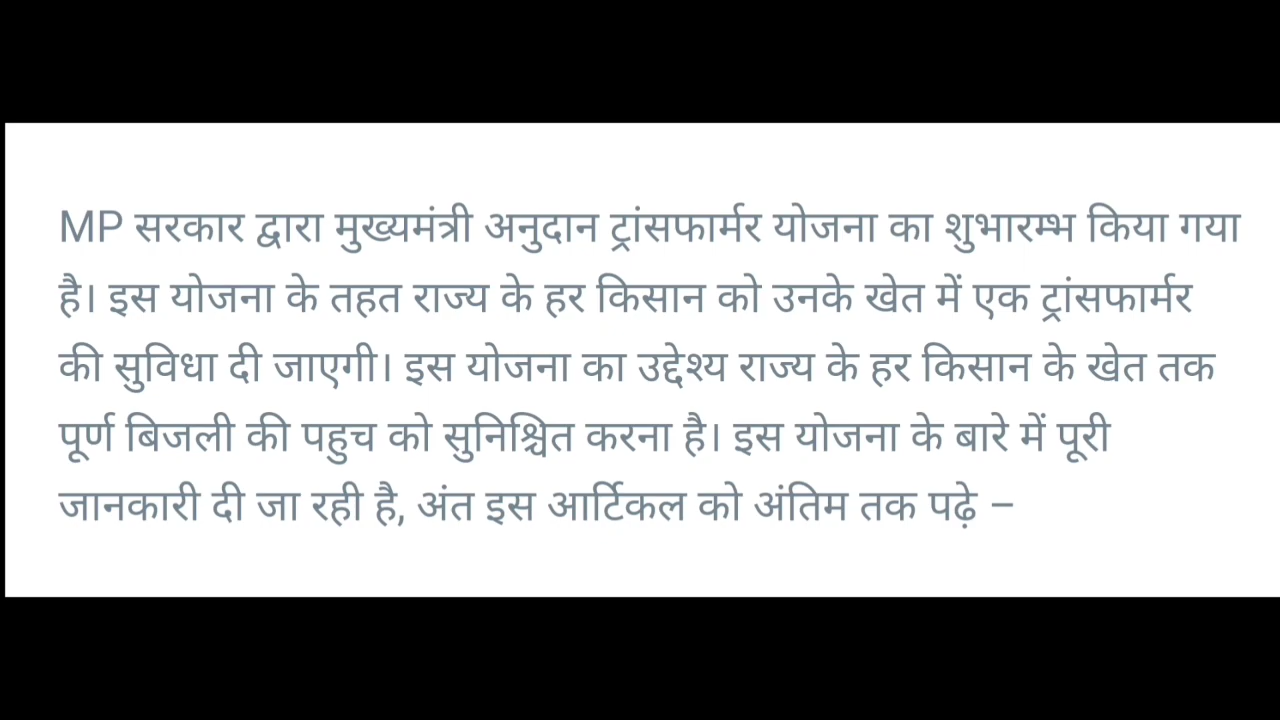 MP सरकार द्वारा मुख्यमंत्री अनुदान ट्रांसफार्मर योजना का शुभारम्भ किया गया
है। इस योजना के तहत राज्य के हर किसान को उनके खेत में एक ट्रांसफार्मर
की सुविधा दी जाएगी। इस योजना का उद्देश्य राज्य के हर किसान के खेत तक
पूर्ण बिजली की पहुच को सुनिश्चित करना है। इस योजना के बारे में पूरी
जानकारी दी जा रही है, अंत इस आर्टिकल को अंतिम तक पढ़े –